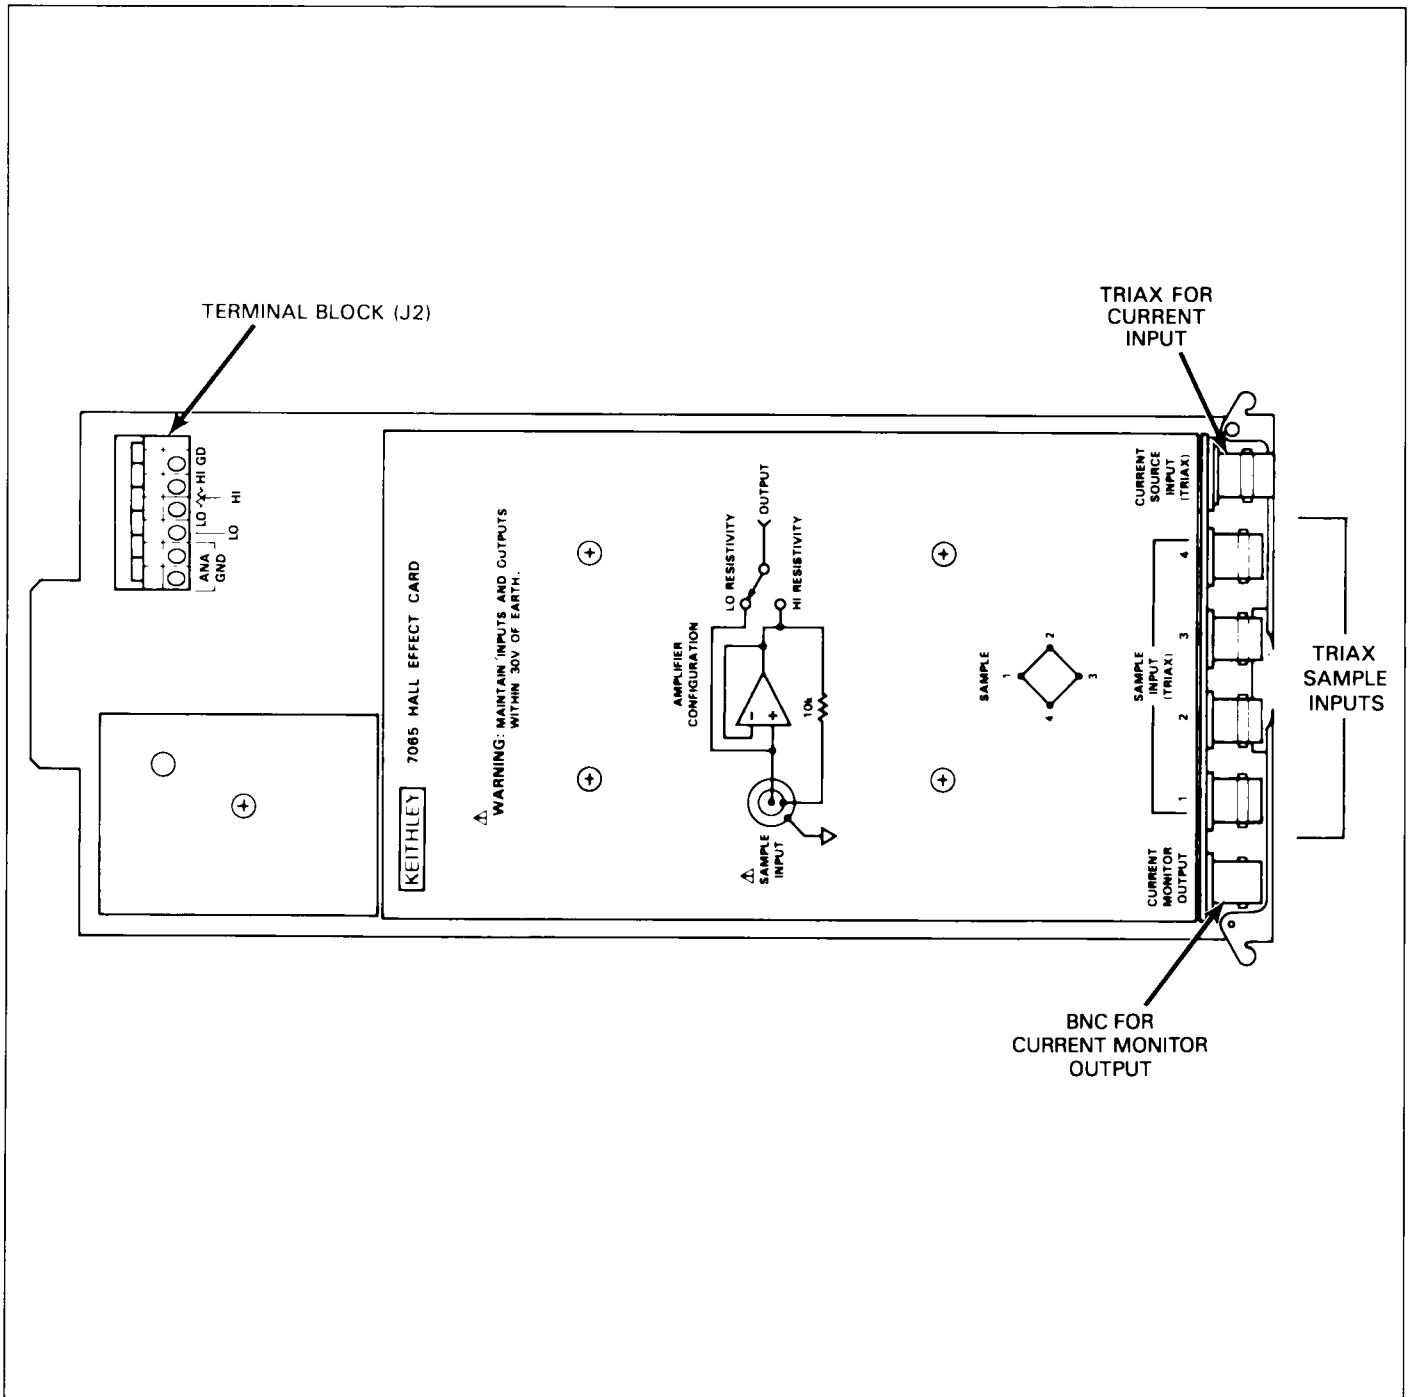 TERMINAL BLOCK (J2)
TRIAX FOR
CURRENT
INPUT
ANA
GND
LO
HI GD
LO
HI
KEITHLEY
7065 HALL EFFECT CARD
WARNING: MAINTAIN INPUTS AND OUTPUTS
WITHIN 30V OF EARTH.
AMPLIFIER
CONFIGURATION
LO RESISTIVITY
OUTPUT
HI RESISTIVITY
10k
-
+
SAMPLE
INPUT
SAMPLE
1
2
3
4
CURRENT
SOURCE
INPUT
(TRIAX)
SAMPLE
INPUT
(TRIAX)
4
3
2
1
CURRENT
MONITOR
OUTPUT
TRIAX
SAMPLE
INPUTS
BNC FOR
CURRENT MONITOR
OUTPUT